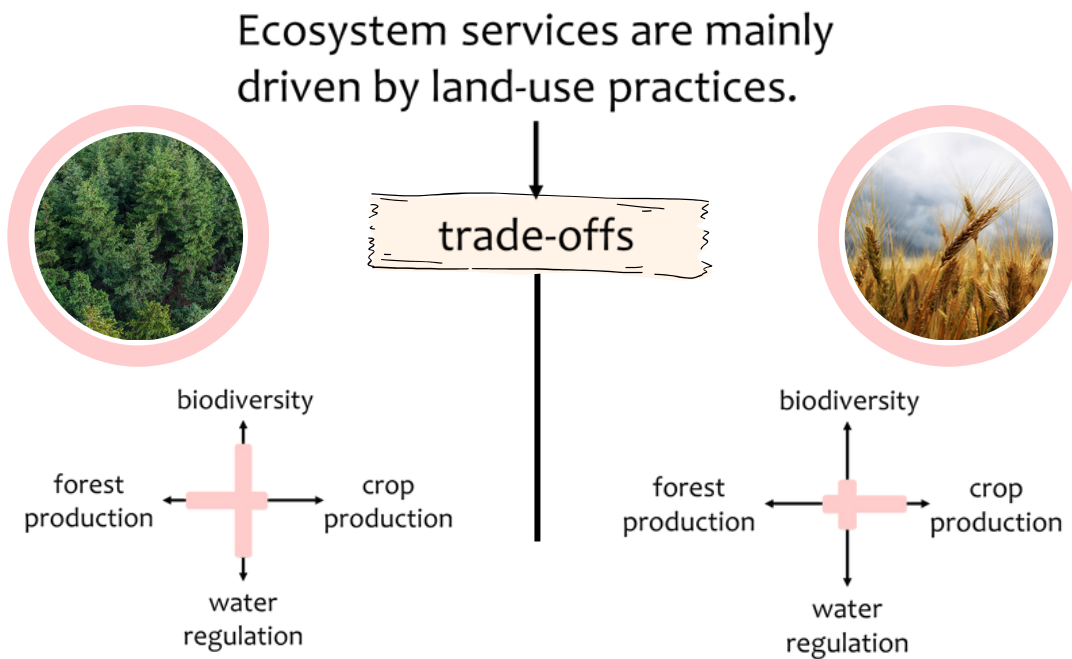 Ecosystem services are mainly
driven by land-use practices.
trade-offs
biodiversity
forest
production
crop
production
water
regulation
biodiversity
forest
production
crop
production
water
regulation